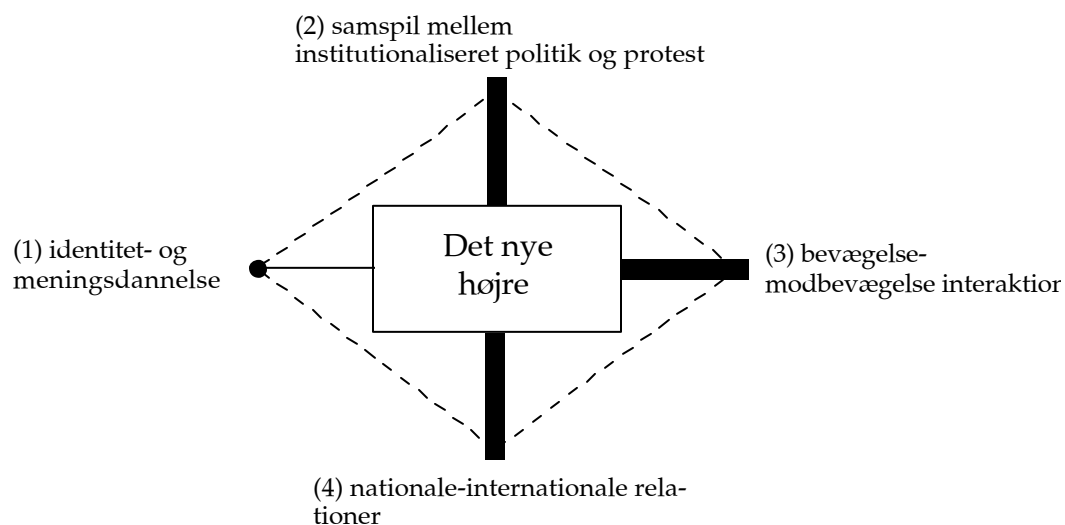 (2) samspil mellem
institutionaliseret politik og protest
(1) identitet- og
meningsdannelse
Det nye
højre
(3) bevægelse-
modbevægelse interaktior
(4) nationale-internationale rela-
tioner